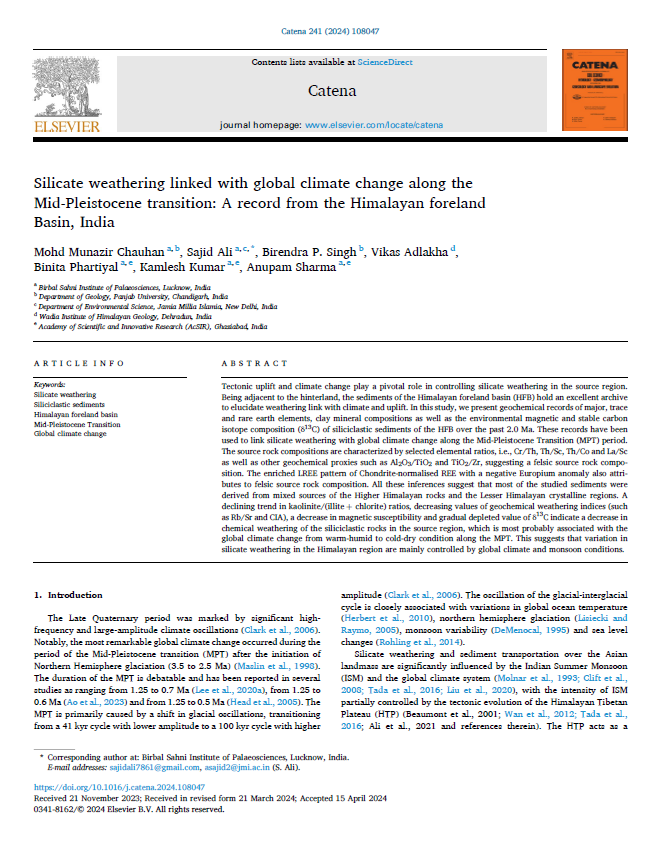 Catena 241 (2024) 108047
Contents lists available at ScienceDirect
Catena
journal homepage: www.elsevier.com/locate/catena
ELSEVIER
CATENA
Silicate weathering linked with global climate change along the
Mid-Pleistocene transition: A record from the Himalayan foreland
Basin, India
Mohd Munazir Chauhan a,b, Sajid Ali a,c,*, Birendra P. Singh b, Vikas Adlakha d,
Binita Phartiyal a,e, Kamlesh Kumar a,e, Anupam Sharma a,e
a Birbal Sahni Institute of Palaeosciences, Lucknow, India
b Department of Geology, Panjab University, Chandigarh, India
c Department of Environmental Science, Jamia Millia Islamia, New Delhi, India
d Wadia Institute of Himalayan Geology, Dehradun, India
e Academy of Scientific and Innovative Research (AcSIR), Ghaziabad, India
ARTICLE INFO
Keywords:
Silicate weathering
Siliciclastic sediments
Himalayan foreland basin
Mid-Pleistocene Transition
Global climate change
ABSTRACT
Tectonic uplift and climate change play a pivotal role in controlling silicate weathering in the source region.
Being adjacent to the hinterland, the sediments of the Himalayan foreland basin (HFB) hold an excellent archive
to elucidate weathering link with climate and uplift. In this study, we present geochemical records of major, trace
and rare earth elements, clay mineral compositions as well as the environmental magnetic and stable carbon
isotope composition (δ13C) of siliciclastic sediments of the HFB over the past 2.0 Ma. These records have been
used to link silicate weathering with global climate change along the Mid-Pleistocene Transition (MPT) period.
The source rock compositions are characterized by selected elemental ratios, i.e., Cr/Th, Th/Sc, Th/Co and La/Sc
as well as other geochemical proxies such as Al2O3/TiO2 and TiO2/Zr, suggesting a felsic source rock compo-
sition. The enriched LREE pattern of Chondrite-normalised REE with a negative Europium anomaly also attri-
butes to felsic source rock composition. All these inferences suggest that most of the studied sediments were
derived from mixed sources of the Higher Himalayan rocks and the Lesser Himalayan crystalline regions. A
declining trend in kaolinite/(illite + chlorite) ratios, decreasing values of geochemical weathering indices (such
as Rb/Sr and CIA), a decrease in magnetic susceptibility and gradual depleted value of δ13C indicate a decrease in
chemical weathering of the siliciclastic rocks in the source region, which is most probably associated with the
global climate change from warm-humid to cold-dry condition along the MPT. This suggests that variation in
silicate weathering in the Himalayan region are mainly controlled by global climate and monsoon conditions.
1. Introduction
The Late Quaternary period was marked by significant high-
frequency and large-amplitude climate oscillations (Clark et al., 2006).
Notably, the most remarkable global climate change occurred during the
period of the Mid-Pleistocene transition (MPT) after the initiation of
Northern Hemisphere glaciation (3.5 to 2.5 Ma) (Maslin et al., 1998).
The duration of the MPT is debatable and has been reported in several
studies as ranging from 1.25 to 0.7 Ma (Lee et al., 2020a), from 1.25 to
0.6 Ma (Ao et al., 2023) and from 1.25 to 0.5 Ma (Head et al., 2005). The
MPT is primarily caused by a shift in glacial oscillations, transitioning
from a 41 kyr cycle with lower amplitude to a 100 kyr cycle with higher
amplitude (Clark et al., 2006). The oscillation of the glacial-interglacial
cycle is closely associated with variations in global ocean temperature
(Herbert et al., 2010), northern hemisphere glaciation (Lisiecki and
Raymo, 2005), monsoon variability (DeMenocal, 1995) and sea level
changes (Rohling et al., 2014).
Silicate weathering and sediment transportation over the Asian
landmass are significantly influenced by the Indian Summer Monsoon
(ISM) and the global climate system (Molnar et al., 1993; Clift et al.,
2008; Tada et al., 2016; Liu et al., 2020), with the intensity of ISM
partially controlled by the tectonic evolution of the Himalayan Tibetan
Plateau (HTP) (Beaumont et al., 2001; Wan et al., 2012; Tada et al.,
2016; Ali et al., 2021 and references therein). The HTP acts as a
* Corresponding author at: Birbal Sahni Institute of Palaeosciences, Lucknow, India.
E-mail addresses: sajidali7861@gmail.com, asajid2@jmi.ac.in (S. Ali).
https://doi.org/10.1016/j.catena.2024.108047
Received 21 November 2023; Received in revised form 21 March 2024; Accepted 15 April 2024
0341-8162/© 2024 Elsevier B.V. All rights reserved.